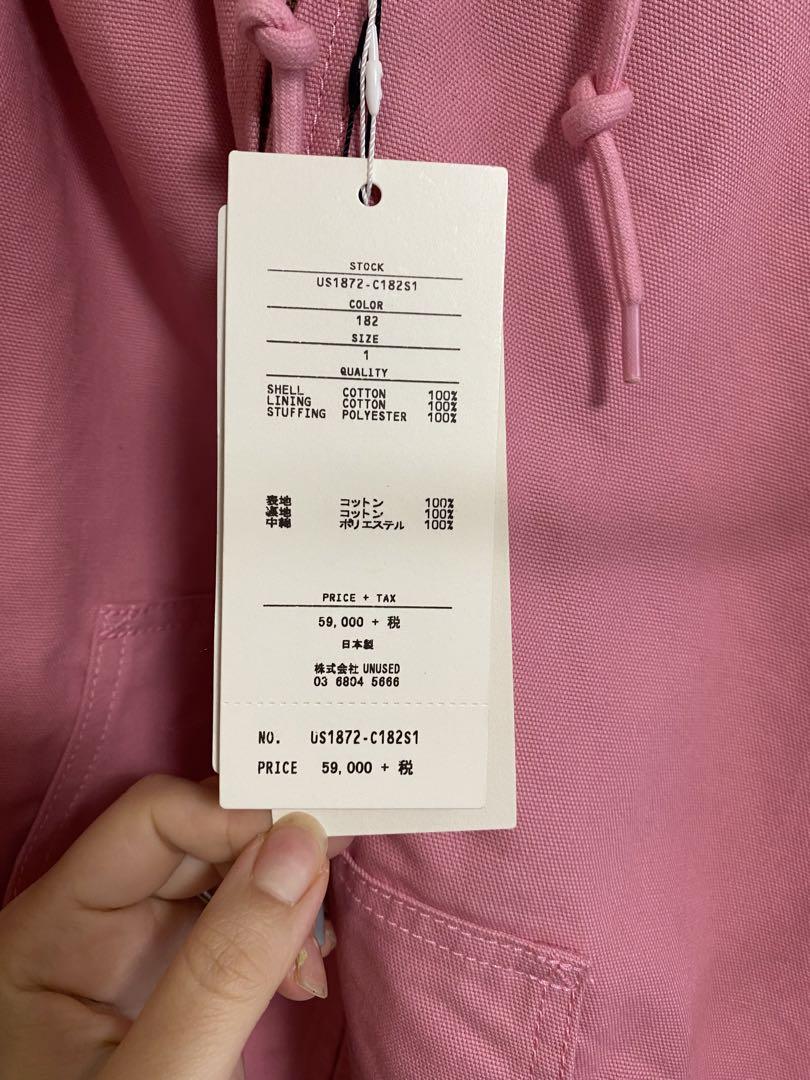 STOCK
US1872-C182S1
COLOR
182
SIZE
1
QUALITY
SHELL COTTON 100%
LINING COTTON 100%
STUFFING POLYESTER 100%
表地 コットン 100%
裏地 コットン 100%
中綿 ポリエステル 100%
PRICE + TAX
59,000 + 税
日本製
株式会社 UNUSED
03 6804 5666
NO. US1872-C182S1
PRICE 59,000 + 税